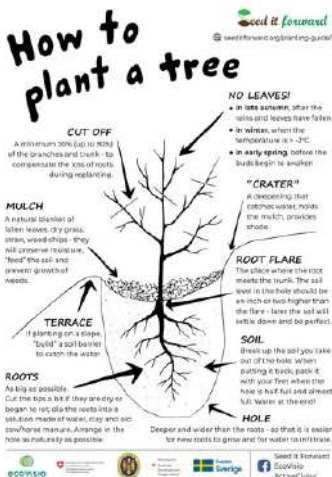 How to
plant a tree
Seed it forward
seeditforward.org/planting-guide/
NO LEAVES!
• in late autumn, after the
rains and leaves have fallen
• in winter, when the
temperature is > -3°C
• in early spring, before the
buds begin to awaken
CUT OFF
A minimum 30% (up to 90%)
of the branches and trunk - to
compensate the loss of roots
during replanting.
"CRATER"
A deepening that
catches water, holds
the mulch, provides
shade.
MULCH
A natural blanket of
fallen leaves, dry grass,
straw, wood chips - they
will preserve moisture,
"feed" the soil and
prevent growth of
weeds.
ROOT FLARE
The place where the root
meets the trunk. The soil
level in the hole should be
an inch or two higher than
the flare - later the soil will
settle down and be perfect.
TERRACE
If planting on a slope,
"build" a soil barrier
to catch the water.
SOIL
Break up the soil you take
out of the hole. When
putting it back, pack it
with your feet when the
hole is half full and almost
full. Water at the end!
ROOTS
As big as possible.
Cut the tips a bit if they are dry or
began to rot, dip the roots into a
solution made of water, clay and old
cow/horse manure. Arrange in the
hole as naturally as possible.
HOLE
Deeper and wider than the roots - so that it is easier
for new roots to grow and for water to infiltrate.
ecovisio
Sweden
Sverige
Seed It Forward
EcoVisio